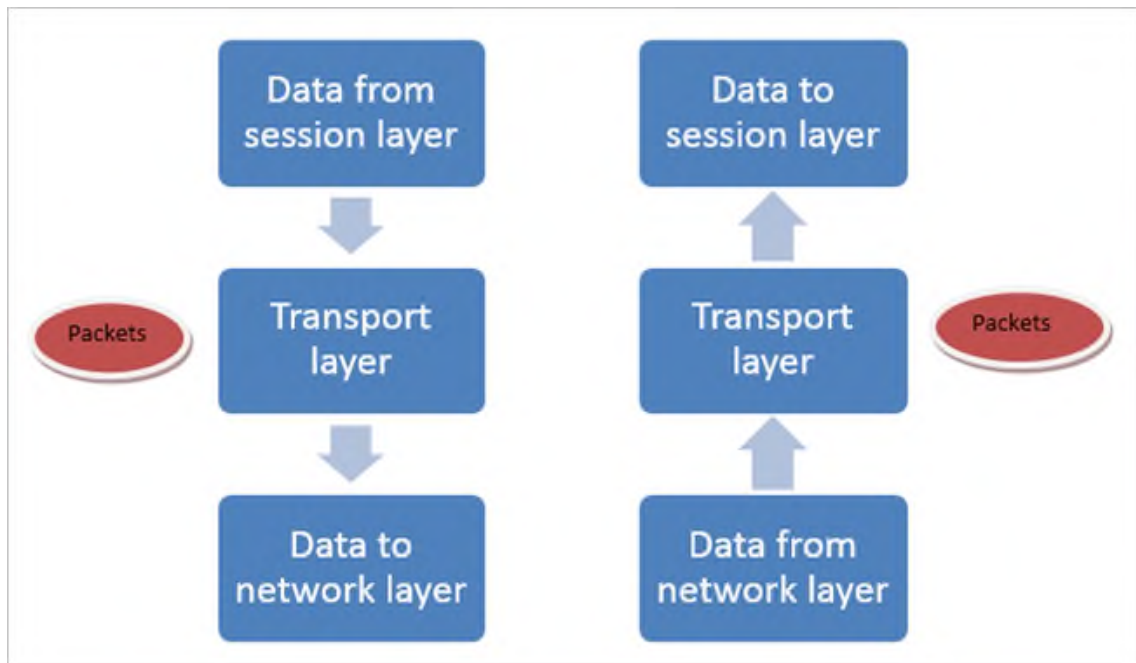 Data from
session layer
Data to
session layer
Packets
Transport
layer
Transport
layer
Packets
Data to
network layer
Data from
network layer